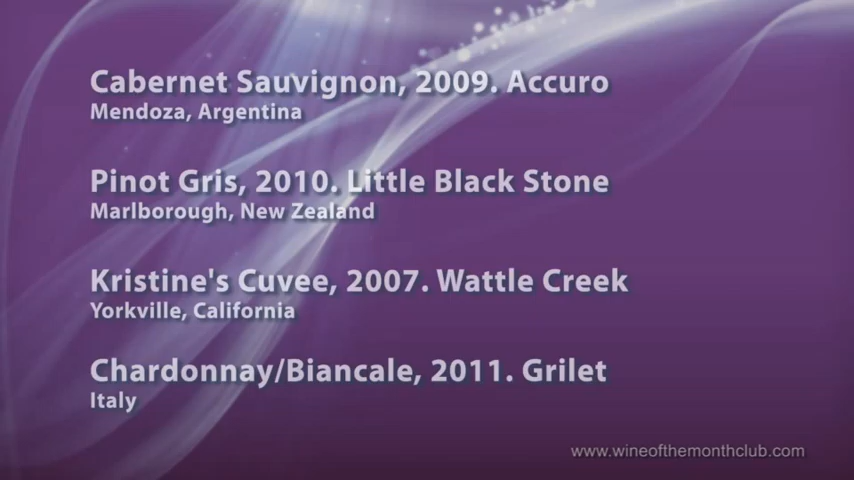 Cabernet Sauvignon, 2009. Accuro
Mendoza, Argentina
Pinot Gris, 2010. Little Black Stone
Marlborough, New Zealand
Kristine's Cuvee, 2007. Wattle Creek
Yorkville, California
Chardonnay/Biancale, 2011. Grilet
Italy
www.wineofthemonthclub.com